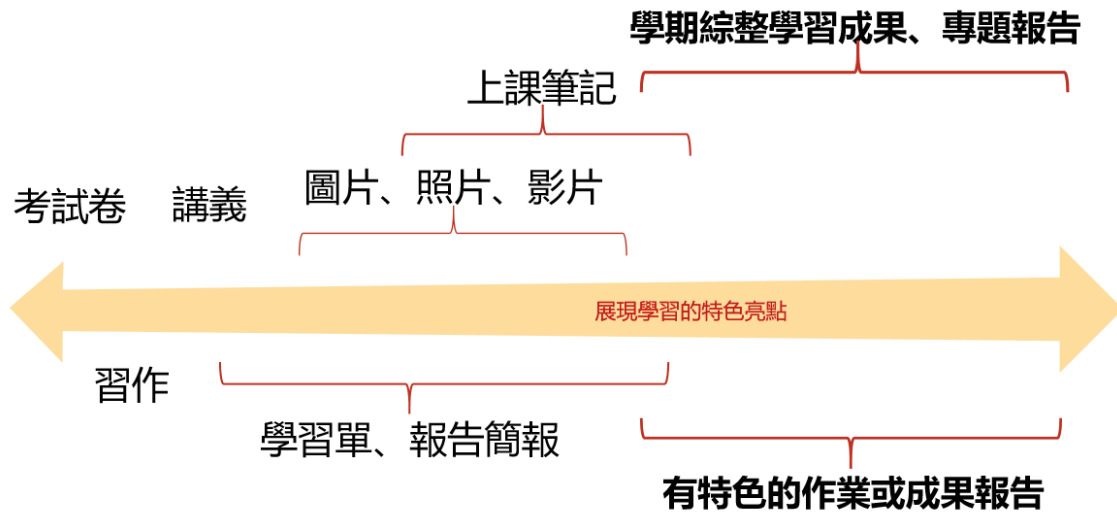 學期綜整學習成果、專題報告
上課筆記
考試卷 講義 圖片、照片、影片
展現學習的特色亮點
習作
學習單、報告簡報
有特色的作業或成果報告